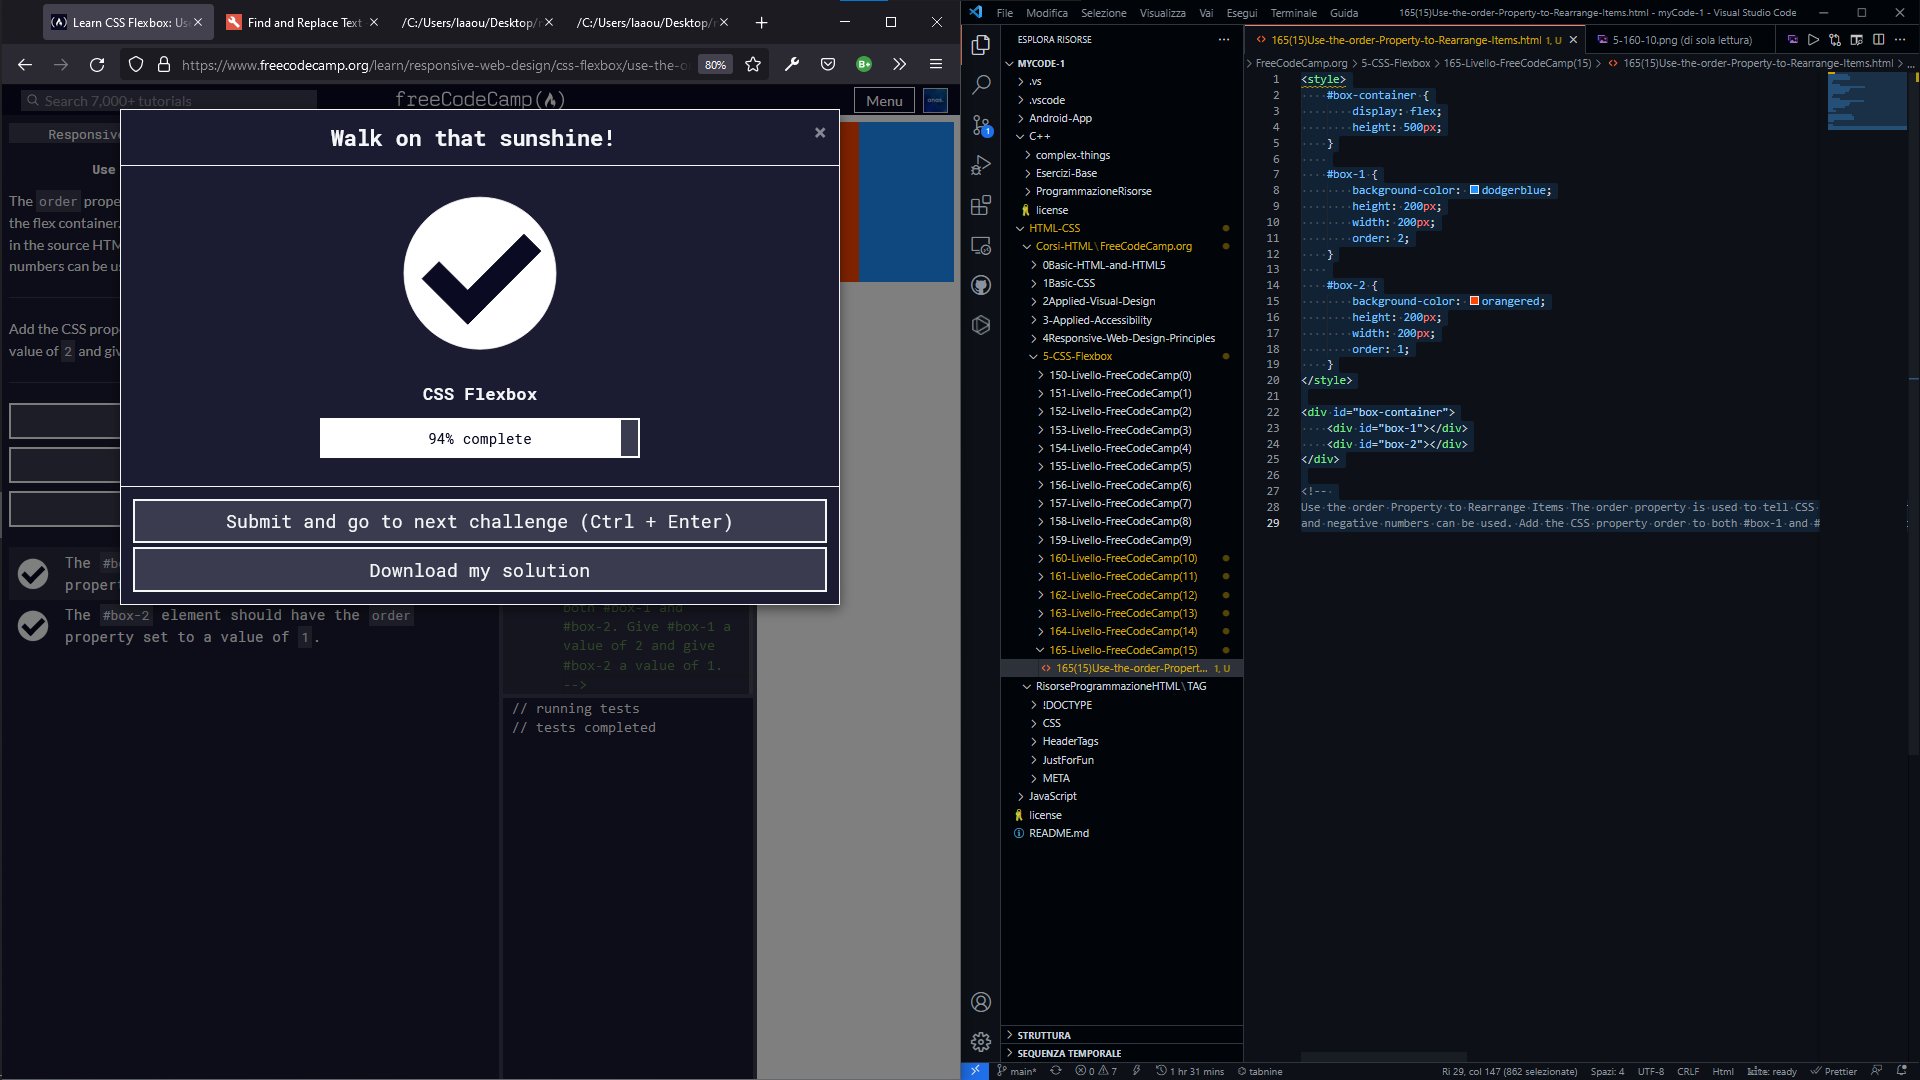 Learn CSS Flexbox: Us
Find and Replace Text
/C:/Users/laaou/Desktop/
/C:/Users/laaou/Desktop/
https://www.freecodecamp.org/learn/responsive-web-design/css-flexbox/use-the-o
80%
Search 7,000+ tutorials
freeCodeCamp
Menu
Responsive
Use
The order prope
the flex container.
in the source HTM
numbers can be us
Add the CSS prop
value of 2 and giv
Walk on that sunshine!
CSS Flexbox
94% complete
Submit and go to next challenge (Ctrl + Enter)
Download my solution
The #bo
propert
The #box-2 element should have the order
property set to a value of 1.
both #box-1 and
#box-2. Give #box-1 a
value of 2 and give
#box-2 a value of 1.
-->
// running tests
// tests completed
File Modifica Selezione Visualizza Vai Esegui Terminale Guida
165(15)Use-the-order-Property-to-Rearrange-Items.html - myCode-1 - Visual Studio Code
ESPLORA RISORSE
MYCODE-1
.vs
.vscode
Android-App
C++
complex-things
Esercizi-Base
ProgrammazioneRisorse
license
HTML-CSS
Corsi-HTML\FreeCodeCamp.org
0Basic-HTML-and-HTML5
1Basic-CSS
2Applied-Visual-Design
3-Applied-Accessibility
4Responsive-Web-Design-Principles
5-CSS-Flexbox
150-Livello-FreeCodeCamp(0)
151-Livello-FreeCodeCamp(1)
152-Livello-FreeCodeCamp(2)
153-Livello-FreeCodeCamp(3)
154-Livello-FreeCodeCamp(4)
155-Livello-FreeCodeCamp(5)
156-Livello-FreeCodeCamp(6)
157-Livello-FreeCodeCamp(7)
158-Livello-FreeCodeCamp(8)
159-Livello-FreeCodeCamp(9)
160-Livello-FreeCodeCamp(10)
161-Livello-FreeCodeCamp(11)
162-Livello-FreeCodeCamp(12)
163-Livello-FreeCodeCamp(13)
164-Livello-FreeCodeCamp(14)
165-Livello-FreeCodeCamp(15)
165(15)Use-the-order-Propert... 1, U
RisorseProgrammazioneHTML\TAG
!DOCTYPE
CSS
HeaderTags
JustForFun
META
JavaScript
license
README.md
STRUTTURA
SEQUENZA TEMPORALE
165(15)Use-the-order-Property-to-Rearrange-Items.html 1, U
5-160-10.png (di sola lettura)
FreeCodeCamp.org > 5-CSS-Flexbox > 165-Livello-FreeCodeCamp(15) > 165(15)Use-the-order-Property-to-Rearrange-Items.html > ...
1 <style>
2 #box-container {
3 display: flex;
4 height: 500px;
5 }
6
7 #box-1 {
8 background-color: dodgerblue;
9 height: 200px;
10 width: 200px;
11 order: 2;
12 }
13
14 #box-2 {
15 background-color: orangered;
16 height: 200px;
17 width: 200px;
18 order: 1;
19 }
20 </style>
21
22 <div id="box-container">
23 <div id="box-1"></div>
24 <div id="box-2"></div>
25 </div>
26
27 <!--
28 Use the order Property to Rearrange Items The order property is used to tell CSS
29 and negative numbers can be used. Add the CSS property order to both #box-1 and #
main* 0 7 1 hr 31 mins tabnine
Ri 29, col 147 (862 selezionate) Spazi: 4 UTF-8 CRLF Html kite: ready Prettier